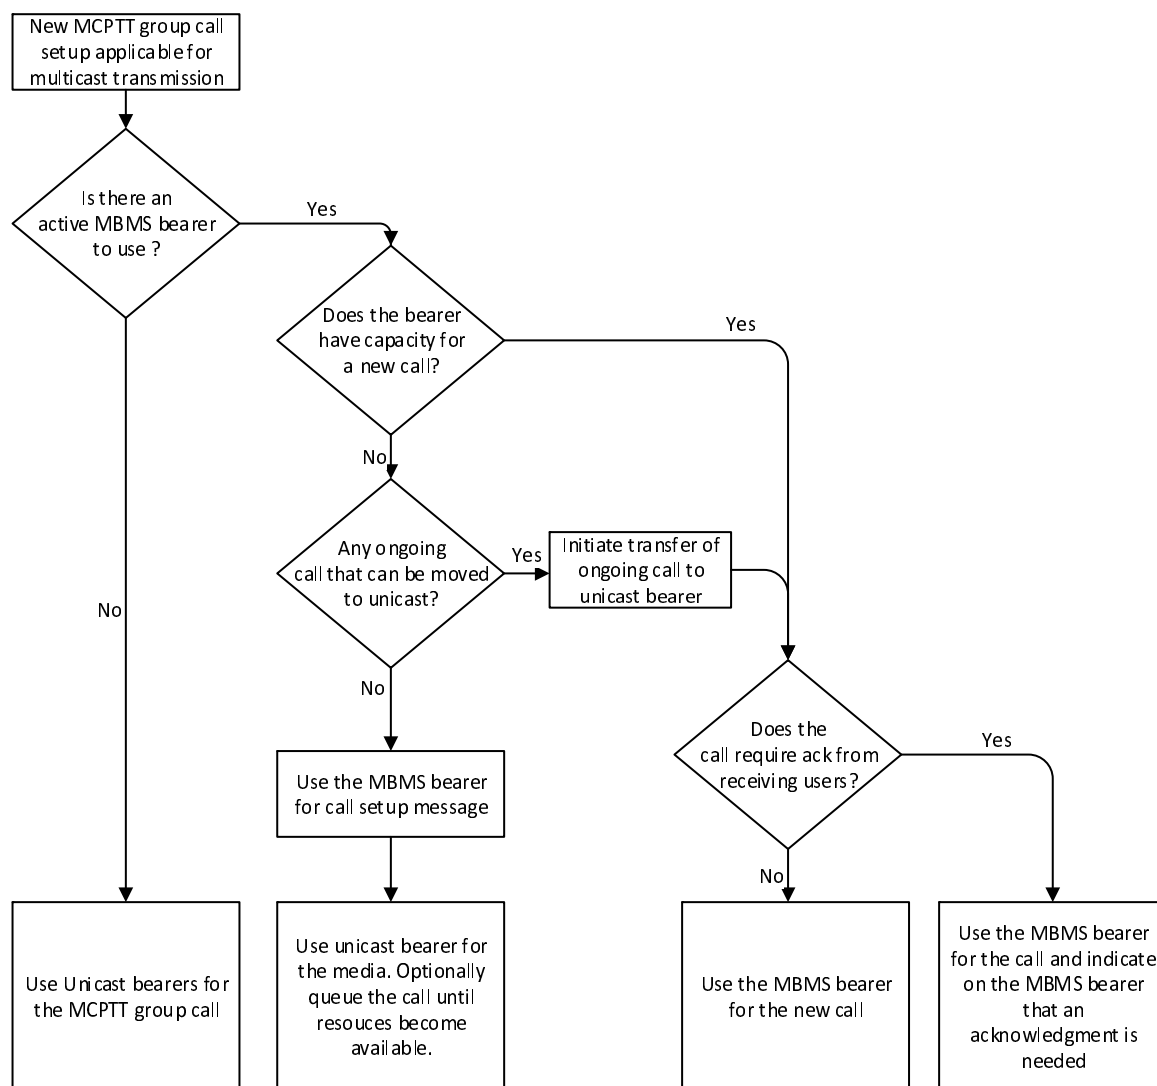 New MCPTT group call
setup applicable for
multicast transmission
Is there an
active MBMS bearer
to use ?
Yes
Does the bearer
have capacity for
a new call?
Yes
No
Any ongoing
call that can be moved
to unicast?
Yes
Initiate transfer of
ongoing call to
unicast bearer
No
No
Does the
call require ack from
receiving users?
Yes
Use the MBMS bearer
for call setup message
No
Use Unicast bearers for
the MCPTT group call
Use unicast bearer for
the media. Optionally
queue the call until
resouces become
available.
Use the MBMS bearer
for the new call
Use the MBMS bearer
for the call and indicate
on the MBMS bearer
that an
acknowledgment is
needed